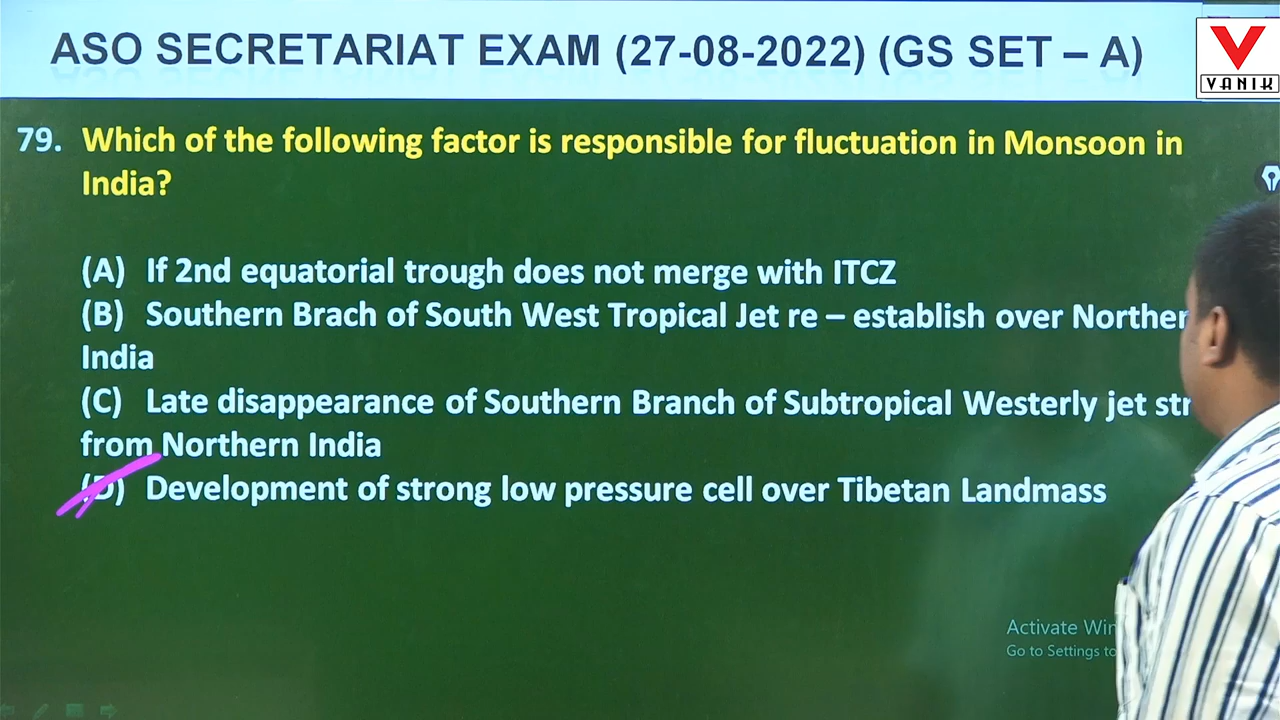 ASO SECRETARIAT EXAM (27-08-2022) (GS SET – A)
VANIK
79. Which of the following factor is responsible for fluctuation in Monsoon in
India?
(A) If 2nd equatorial trough does not merge with ITCZ
(B) Southern Brach of South West Tropical Jet re – establish over
India
(C) Late disappearance of Southern Branch of Subtropical Westerly jet
from Northern India
(D) Development of strong low pressure cell over Tibetan Landmass
Activate
Go to Settings to